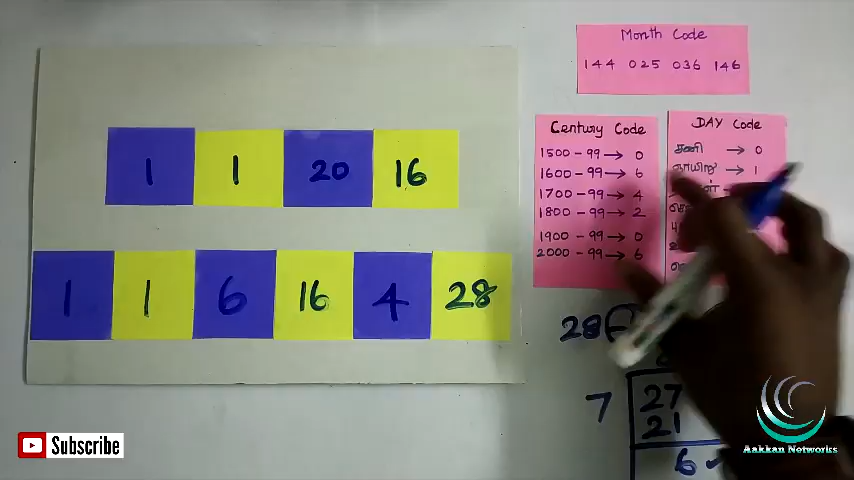 Month Code
144 025 036 146
Century Code
1500 - 99 → 0
1600 - 99 → 6
1700 - 99 → 4
1800 - 99 → 2
1900 - 99 → 0
2000 - 99 → 6
DAY Code
சனி → 0
ஞாயிறு → 1
1 1 20 16
1 1 6 16 4 28
28
7 27
21
6
Subscribe
Aakkan Networks